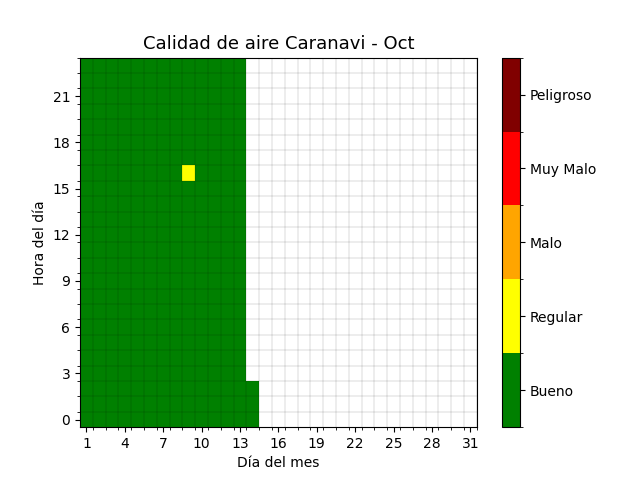 Calidad de aire Caranavi - Oct
Hora del día
21
18
15
12
9
6
3
0
1 4 7 10 13 16 19 22 25 28 31
Día del mes
Peligroso
Muy Malo
Malo
Regular
Bueno